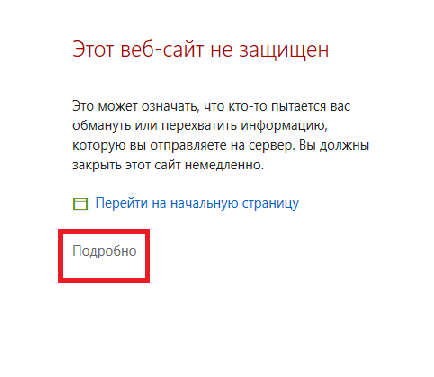 Этот веб-сайт не защищен
Это может означать, что кто-то пытается вас
обмануть или перехватить информацию,
которую вы отправляете на сервер. Вы должны
закрыть этот сайт немедленно.
Перейти на начальную страницу
Подробно